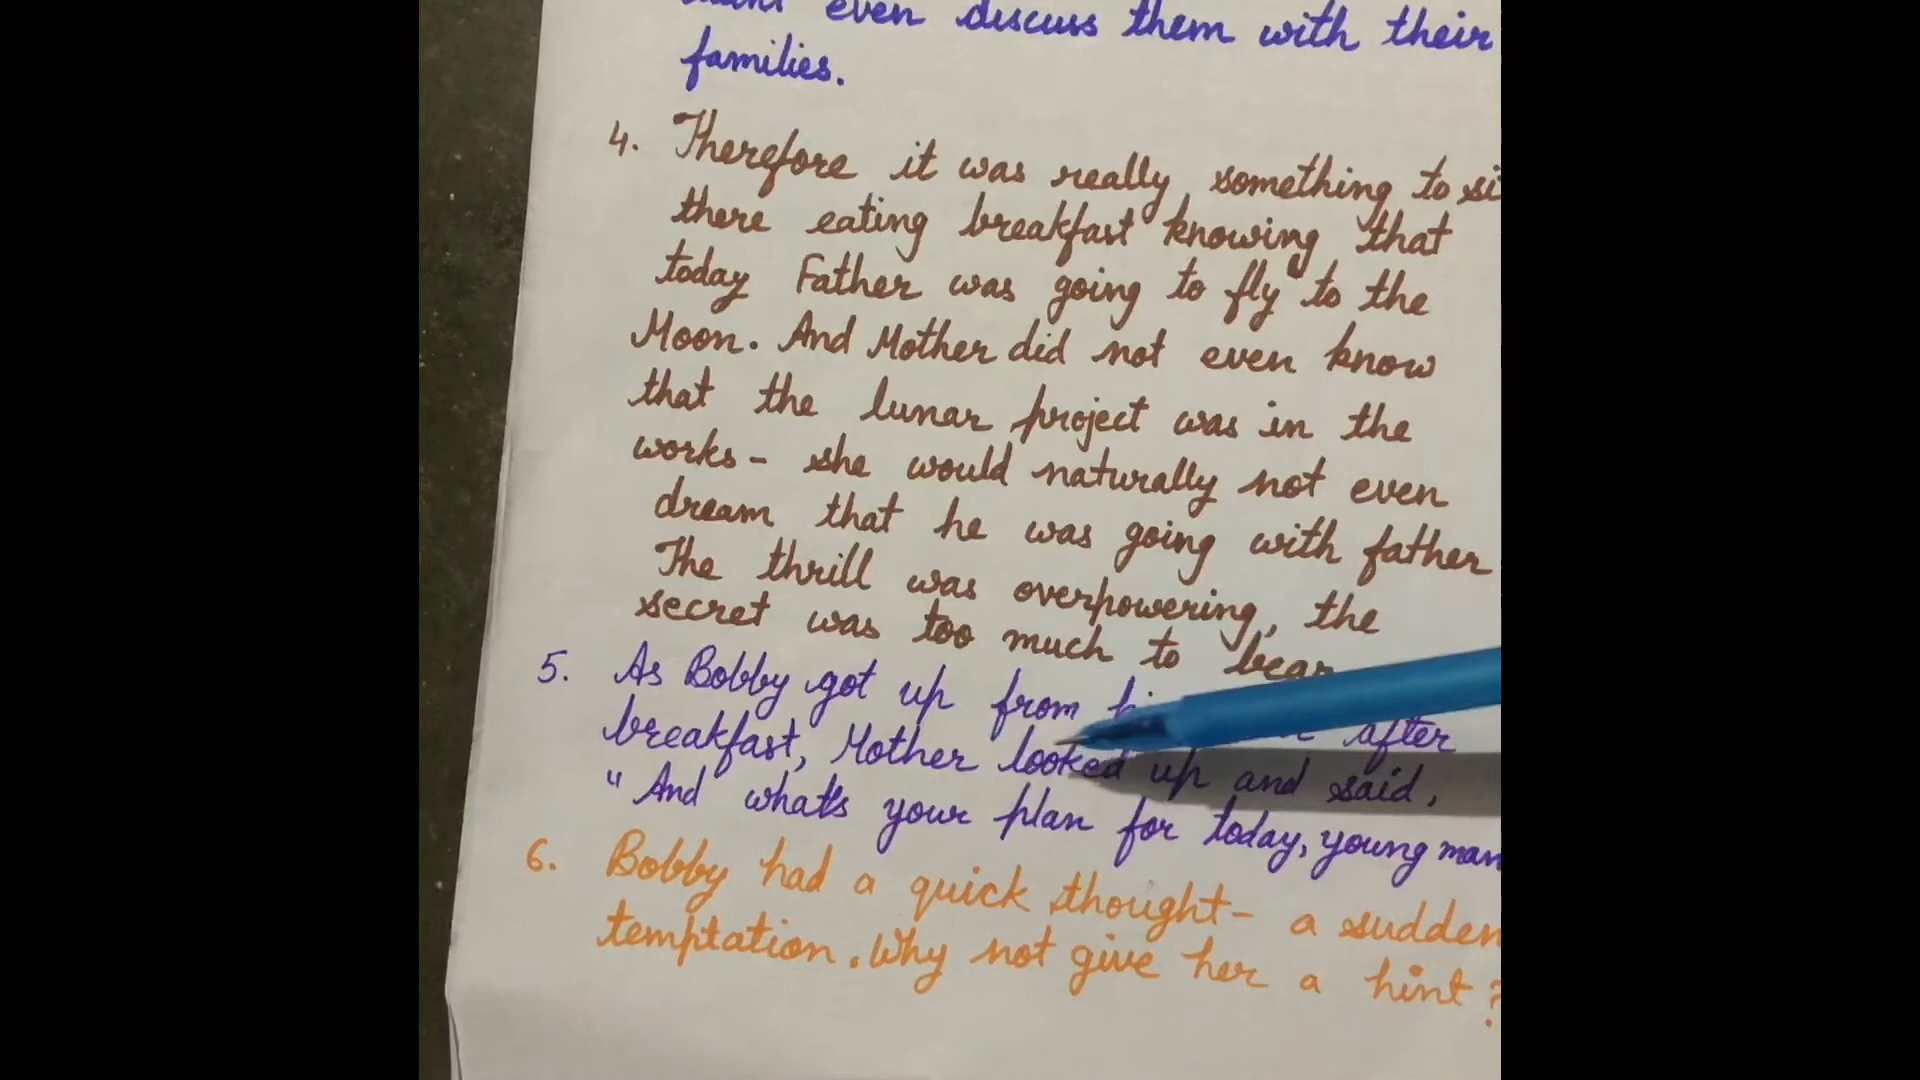 even discuss them with their
families.
4. Therefore it was really something to si
there eating breakfast knowing that
today Father was going to fly to the
Moon. And Mother did not even know
that the lunar project was in the
works - she would naturally not even
dream that he was going with father
The thrill was overpowering, the
secret was too much to bear
5. As Bobby got up from after
breakfast, Mother looked up and said,
"And what's your plan for today, young man
6. Bobby had a quick thought- a sudden
temptation. Why not give her a hint?